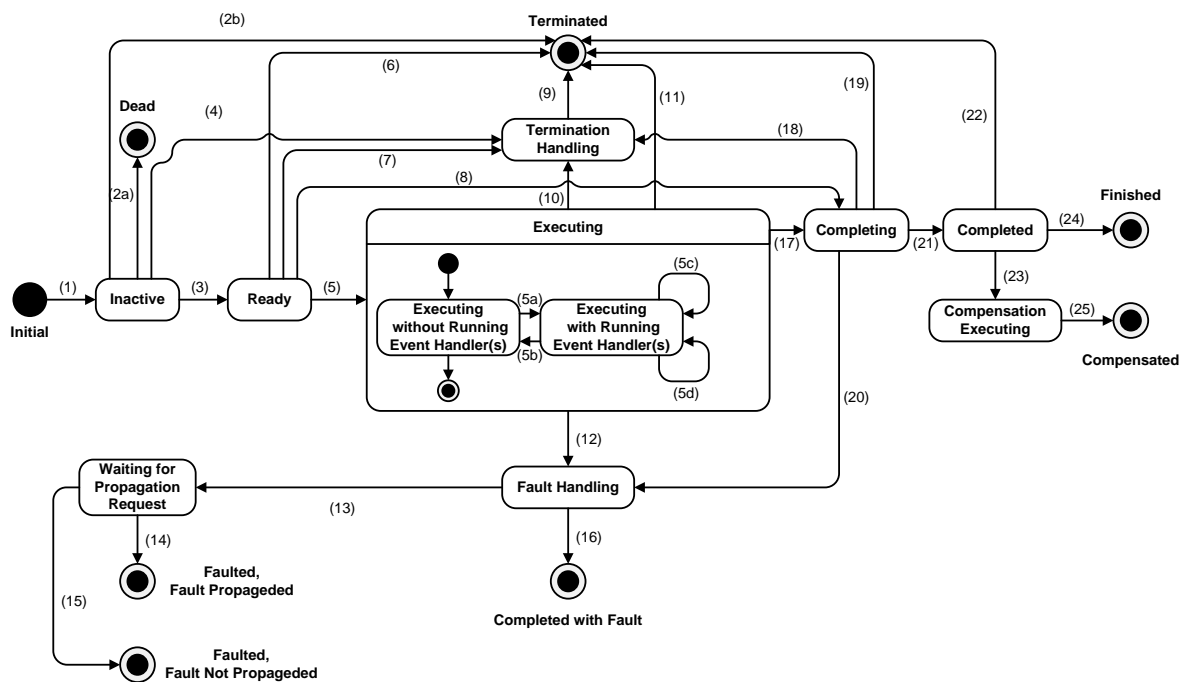 (2b)
Terminated
(6)
(19)
(9)
(11)
Dead
(4)
(22)
Termination
Handling
(18)
(7)
(2a)
(8)
(10)
Finished
Executing
Completing
Completed
(24)
(17)
(21)
(5c)
(23)
(1)
Inactive
(3)
Ready
(5)
(5a)
Executing
without Running
Event Handler(s)
Executing
with Running
Event Handler(s)
Compensation
Executing
(25)
Initial
(5b)
Compensated
(5d)
(20)
(12)
Waiting for
Propagation
Request
Fault Handling
(13)
(14)
(16)
Faulted,
Fault Propageded
(15)
Completed with Fault
Faulted,
Fault Not Propageded